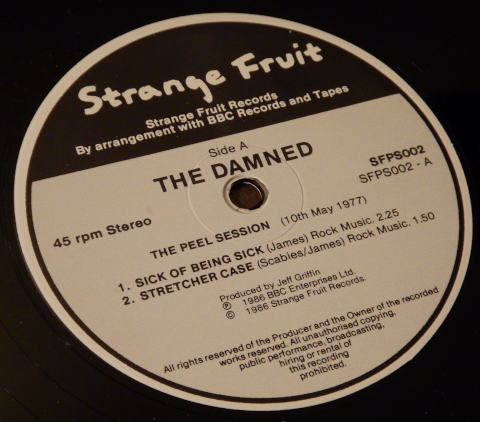 Strange Fruit
Strange Fruit Records
By arrangement with BBC Records and Tapes
Side A
THE DAMNED
45 rpm Stereo
SFPS002
SFPS002 - A
THE PEEL SESSION (10th May 1977)
1. SICK OF BEING SICK (James) Rock Music. 2.25
2. STRETCHER CASE (Scabies/James) Rock Music. 1.50
Produced by Jeff Griffin
℗ 1986 BBC Enterprises Ltd.
© 1986 Strange Fruit Records.
All rights reserved of the Producer and the Owner of the recorded
works reserved. All unauthorised copying,
public performance, broadcasting,
hiring or rental of
this recording
prohibited.